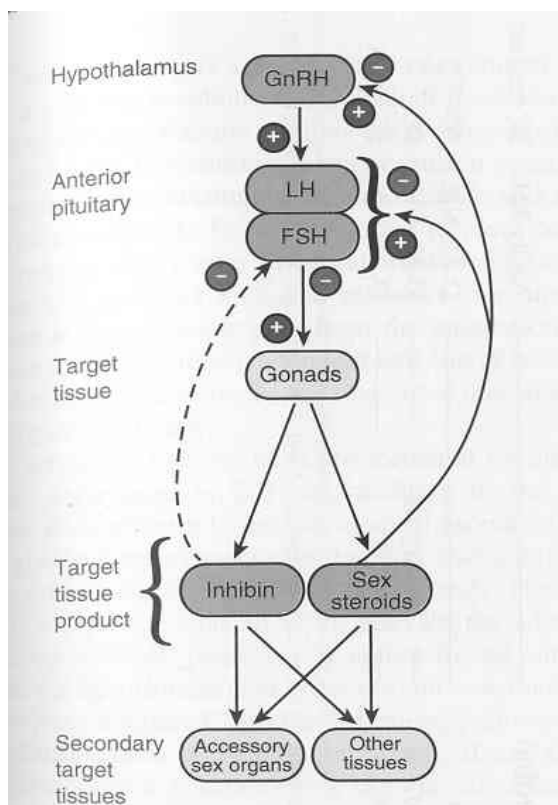 Hypothalamus
GnRH
−
+
+
Anterior
pituitary
LH
FSH
−
+
−
−
+
Target
tissue
Gonads
Target
tissue
product
Inhibin
Sex
steroids
Secondary
target
tissues
Accessory
sex organs
Other
tissues